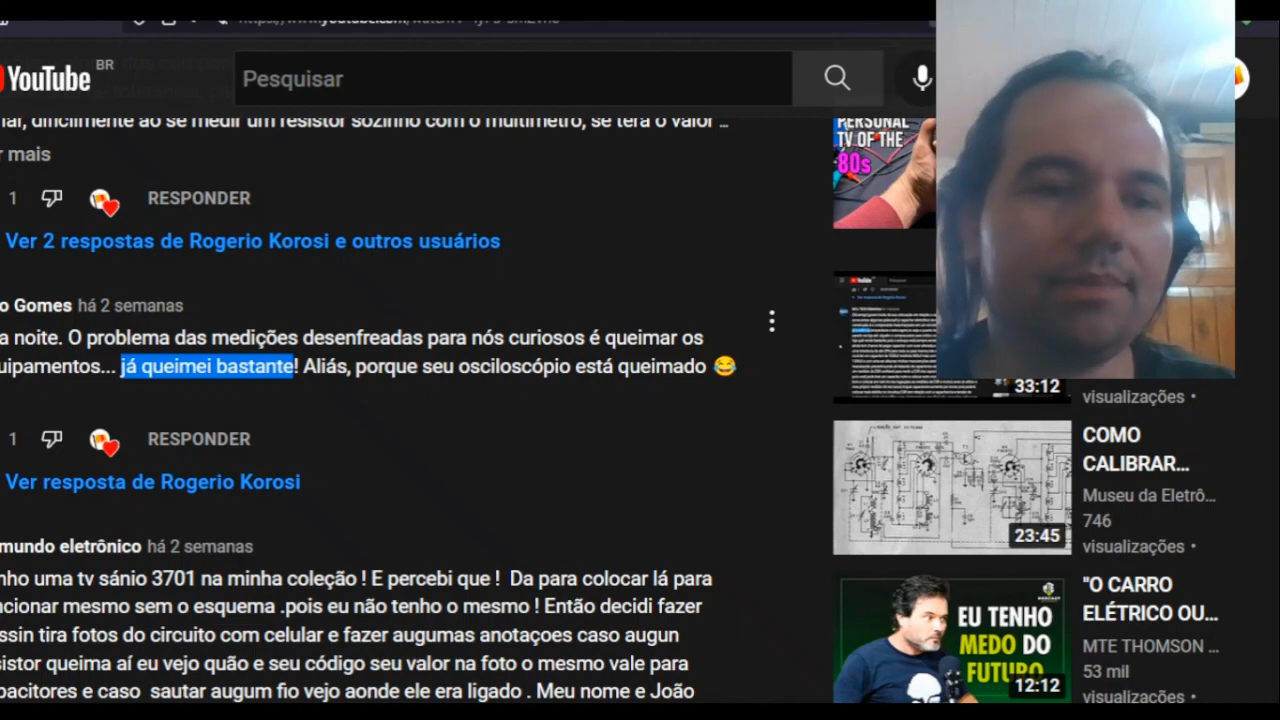 YouTube BR
Pesquisar
dificilmente ao se medir um resistor sozinho com o multímetro, se terá o valor ...
mais
1 RESPONDER
Ver 2 respostas de Rogerio Korosi e outros usuários
o Gomes há 2 semanas
a noite. O problema das medições desenfreadas para nós curiosos é queimar os
uipamentos... já queimei bastante! Aliás, porque seu osciloscópio está queimado 😂
1 RESPONDER
Ver resposta de Rogerio Korosi
mundo eletrônico há 2 semanas
nho uma tv sánio 3701 na minha coleção ! E percebi que ! Da para colocar lá para
ncionar mesmo sem o esquema .pois eu não tenho o mesmo ! Então decidi fazer
ssin tira fotos do circuito com celular e fazer augumas anotaçoes caso augun
sistor queima aí eu vejo quão e seu código seu valor na foto o mesmo vale para
pacitores e caso sautar augum fio vejo aonde ele era ligado . Meu nome e João
PERSONAL
TV OF THE
80s
33:12
visualizações •
COMO
CALIBRAR...
Museu da Eletrô...
746
visualizações •
23:45
"O CARRO
ELÉTRICO OU...
MTE THOMSON ...
53 mil
visualizações •
EU TENHO
MEDO DO
FUTURO
12:12